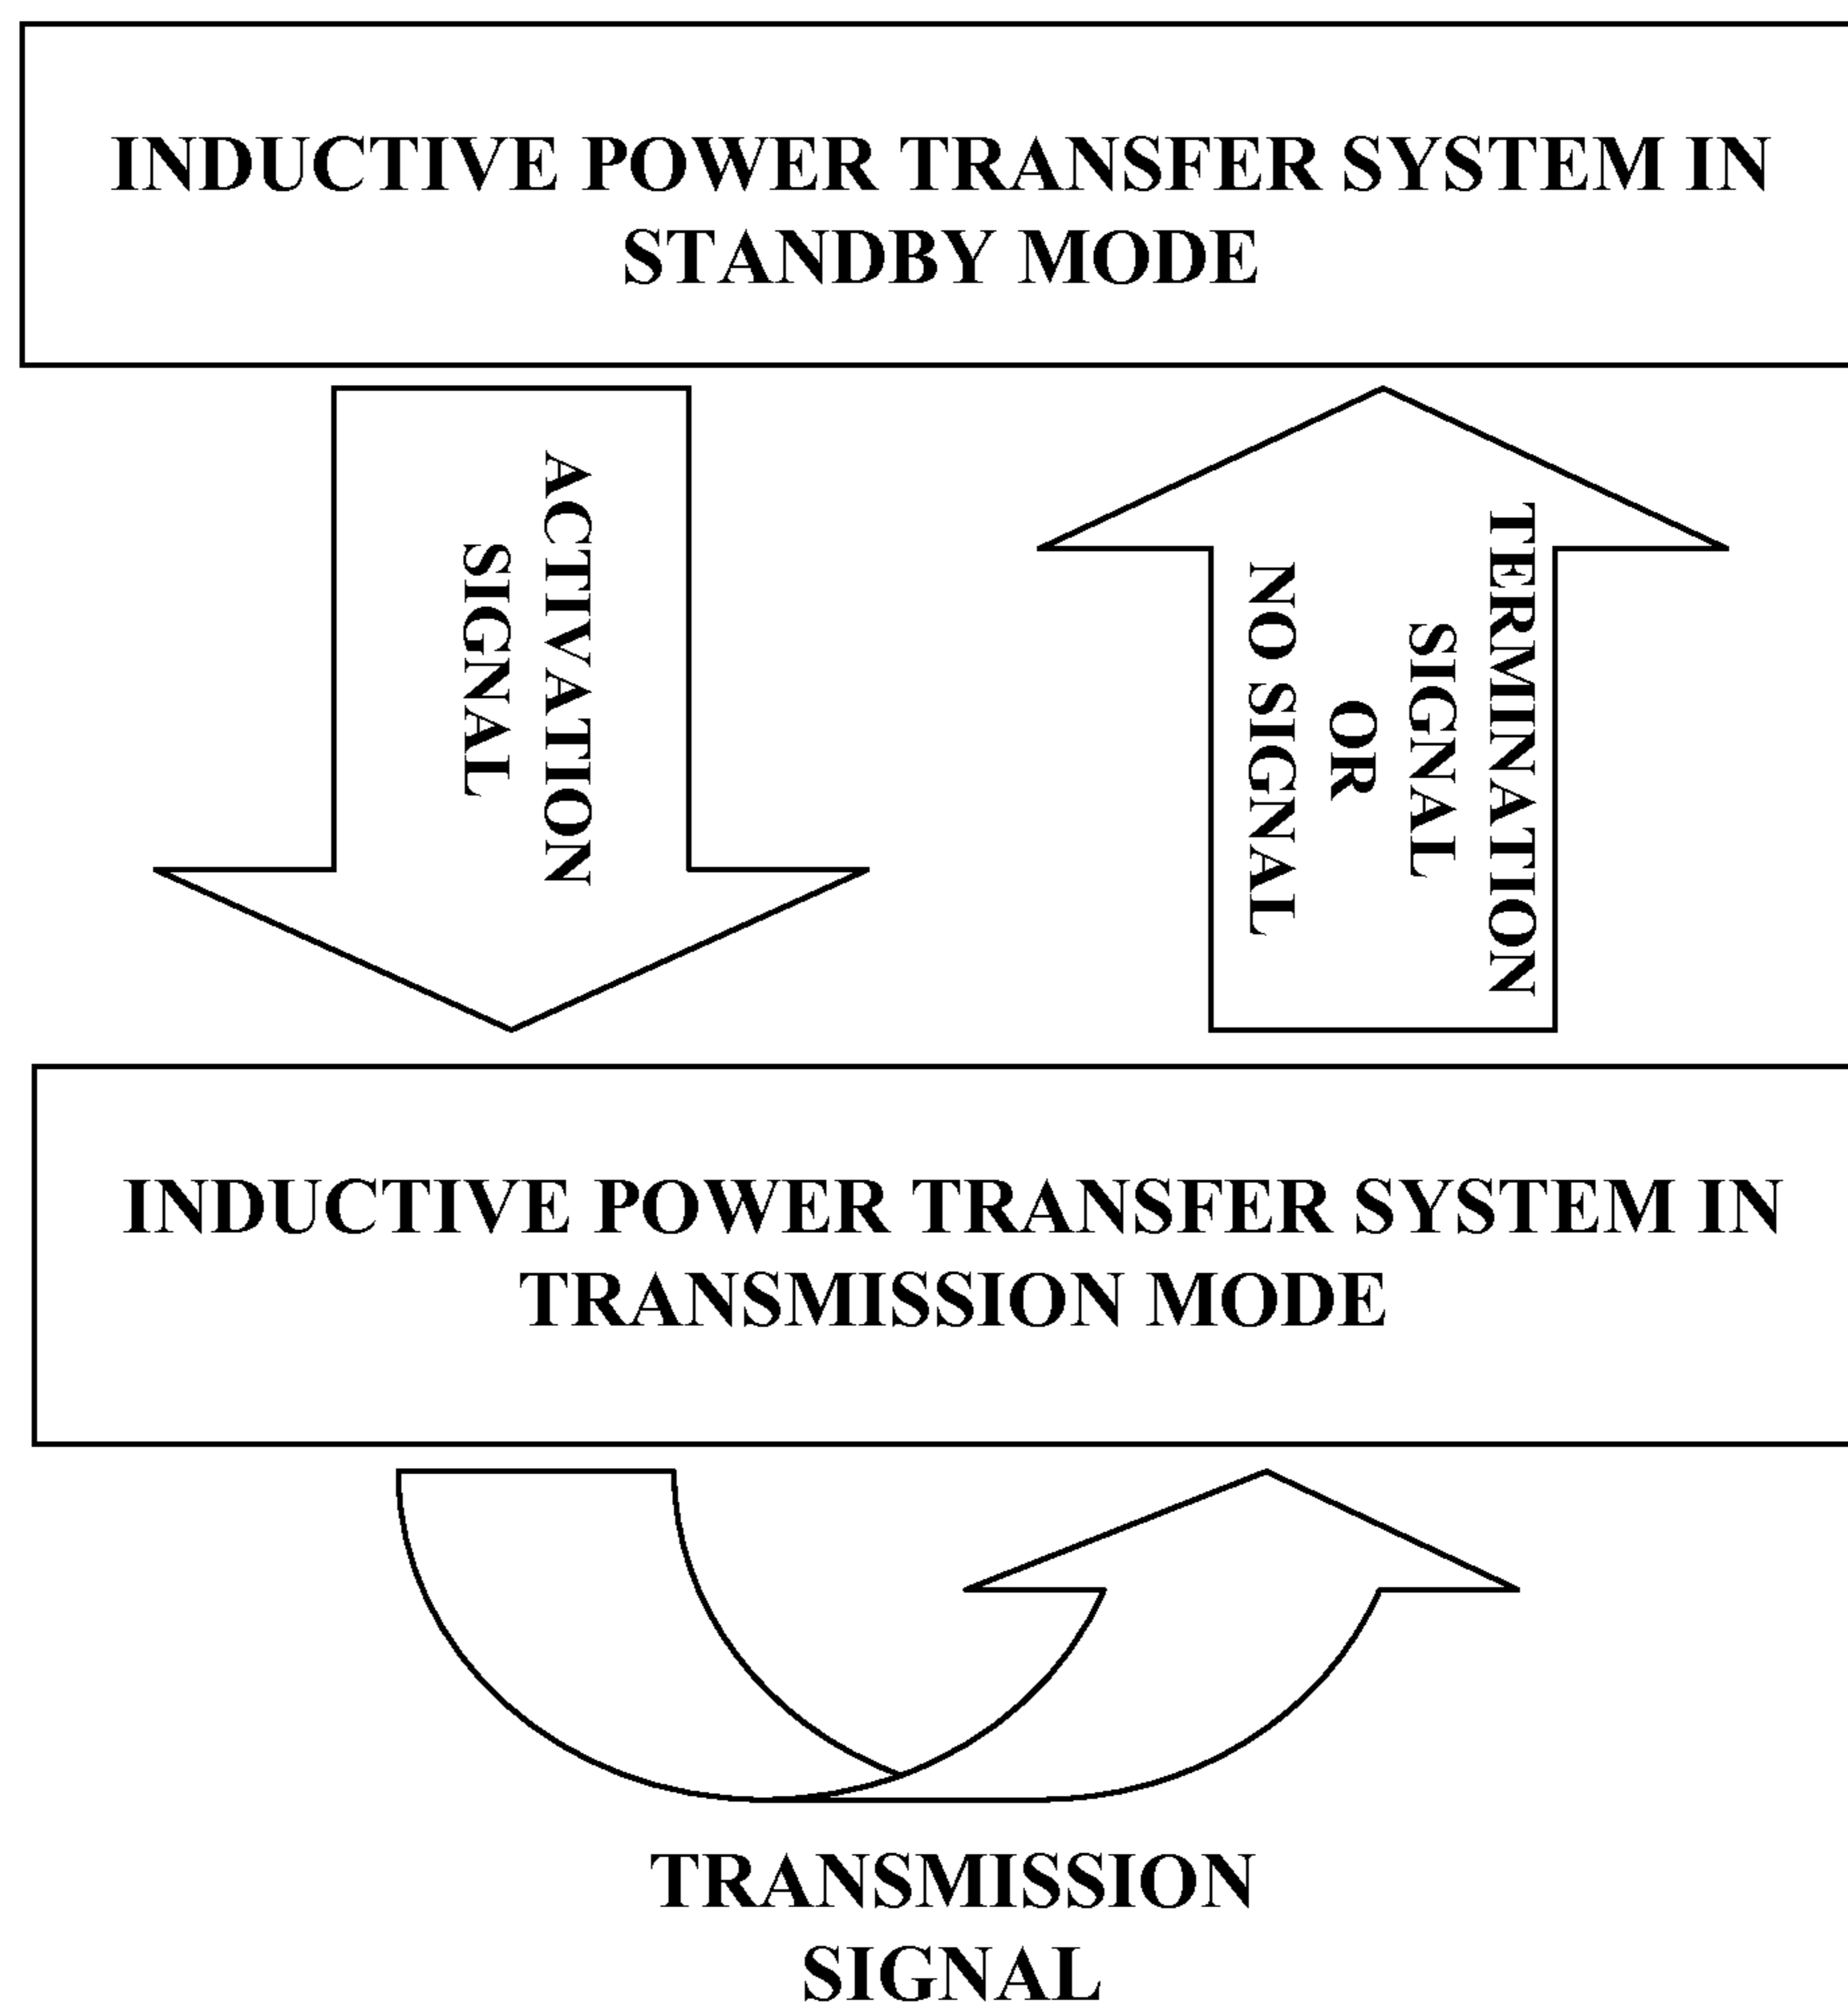 INDUCTIVE POWER TRANSFER SYSTEM IN
STANDBY MODE
ACTIVATION
SIGNAL
TERMINATION
SIGNAL
OR
NO SIGNAL
INDUCTIVE POWER TRANSFER SYSTEM IN
TRANSMISSION MODE
TRANSMISSION
SIGNAL